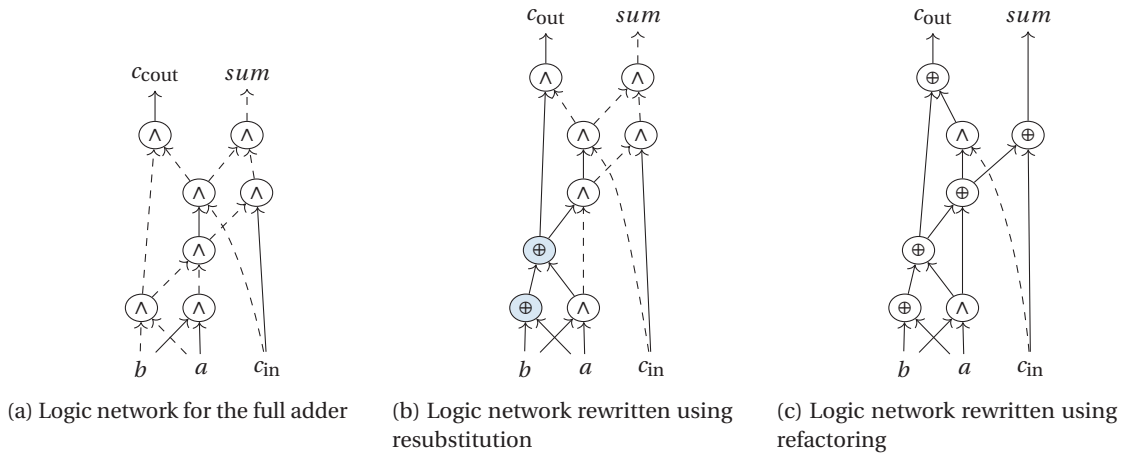 c_out sum
c_out sum
c_cout sum
∧ ∧ ⊕
∧ ∧ ∧ ∧ ∧ ⊕
∧ ∧ ∧ ⊕
∧ ⊕ ⊕
∧ ∧ ⊕ ∧ ⊕ ∧
b a c_in b a c_in b a c_in
(a) Logic network for the full adder
(b) Logic network rewritten using
resubstitution
(c) Logic network rewritten using
refactoring